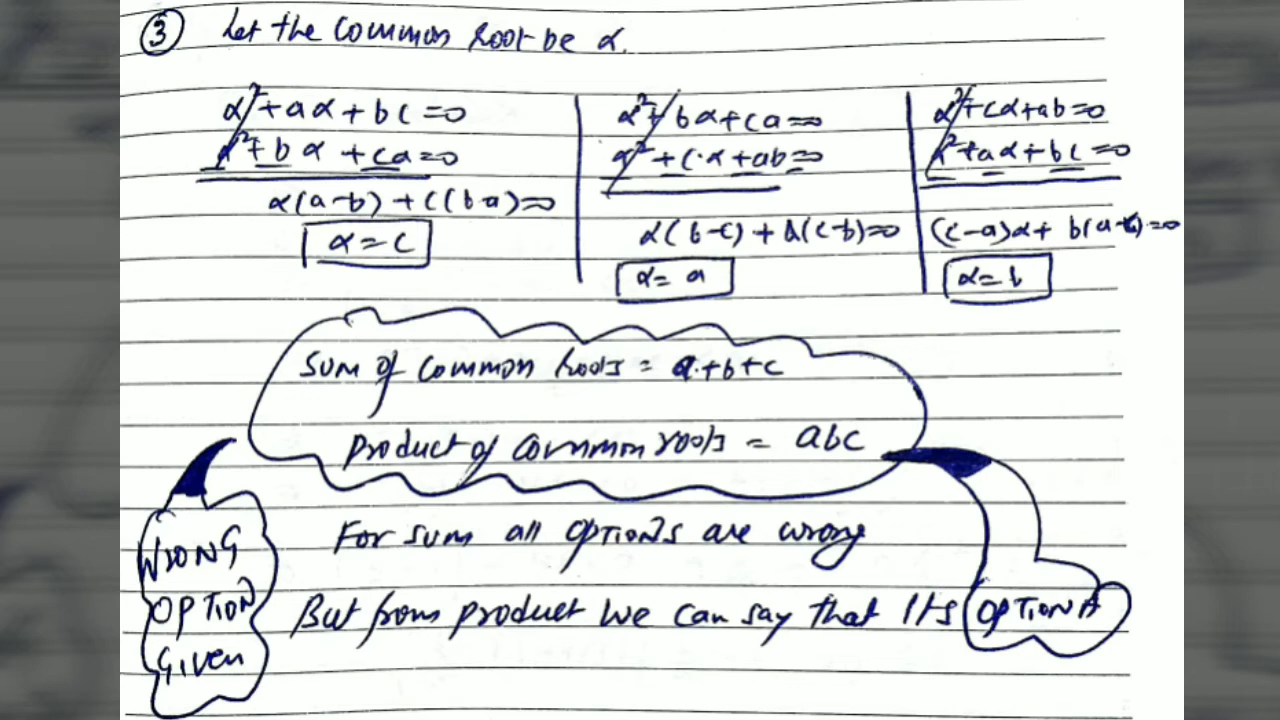 ③ Let the common root be α.
α²+aα+bc=0
α²+bα+ca=0
α(a-b)+c(b-a)=0
α=c
α²+bα+ca=0
α²+c·α+ab=0
α(b-c)+a(c-b)=0
α=a
α²+cα+ab=0
α²+aα+bc=0
(c-a)α+b(a-c)=0
α=b
Sum of common roots = a+b+c
Product of common roots = abc
WRONG
OPTION
Given
For sum all options are wrong
But from product we can say that Its OPTION A